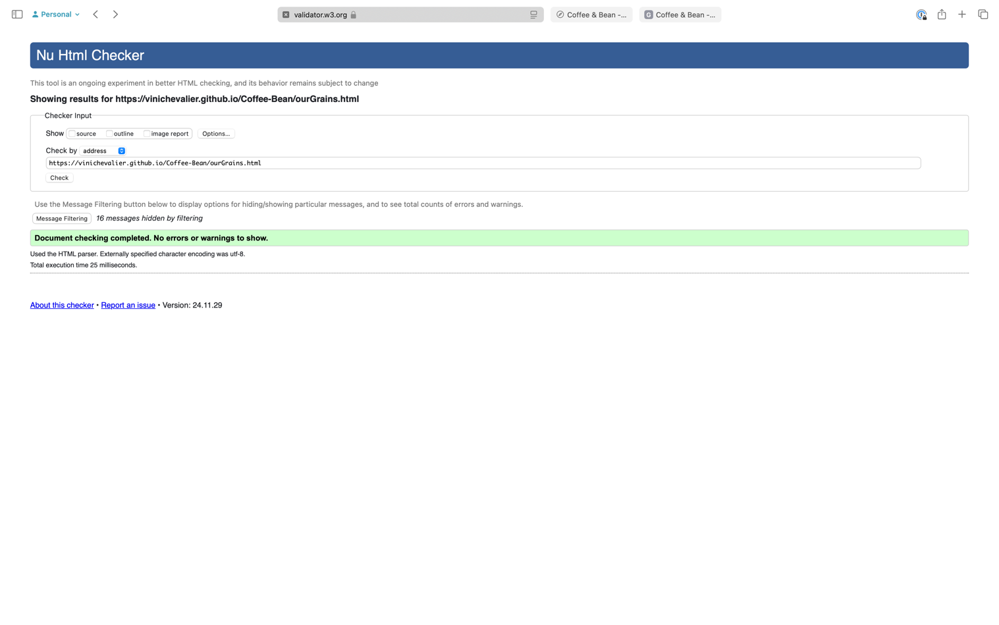 Personal
validator.w3.org
Coffee & Bean -...
G Coffee & Bean -...
Nu Html Checker
This tool is an ongoing experiment in better HTML checking, and its behavior remains subject to change
Showing results for https://vinichevalier.github.io/Coffee-Bean/ourGrains.html
Checker Input
Show source outline image report Options...
Check by address
https://vinichevalier.github.io/Coffee-Bean/ourGrains.html
Check
Use the Message Filtering button below to display options for hiding/showing particular messages, and to see total counts of errors and warnings.
Message Filtering 16 messages hidden by filtering
Document checking completed. No errors or warnings to show.
Used the HTML parser. Externally specified character encoding was utf-8.
Total execution time 25 milliseconds.
About this checker • Report an issue • Version: 24.11.29